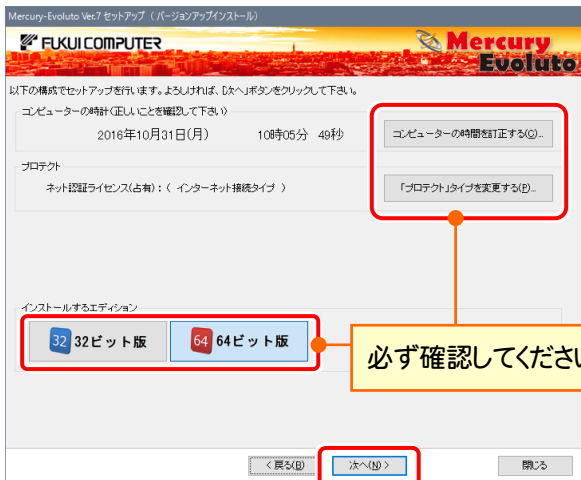 Mercury-Evoluto Ver.7 セットアップ（バージョンアップインストール）
FUKUI COMPUTER
Mercury
Evoluto
以下の構成でセットアップを行います。よろしければ、[次へ]ボタンをクリックして下さい。
コンピューターの時計(正しいことを確認して下さい)
2016年10月31日(月) 10時05分 49秒
コンピューターの時間を訂正する(C)...
プロテクト
ネット認証ライセンス(占有)：( インターネット接続タイプ )
「プロテクト」タイプを変更する(P)...
インストールするエディション
32 32ビット版
64 64ビット版
必ず確認してください
< 戻る(B)
次へ(N) >
閉じる